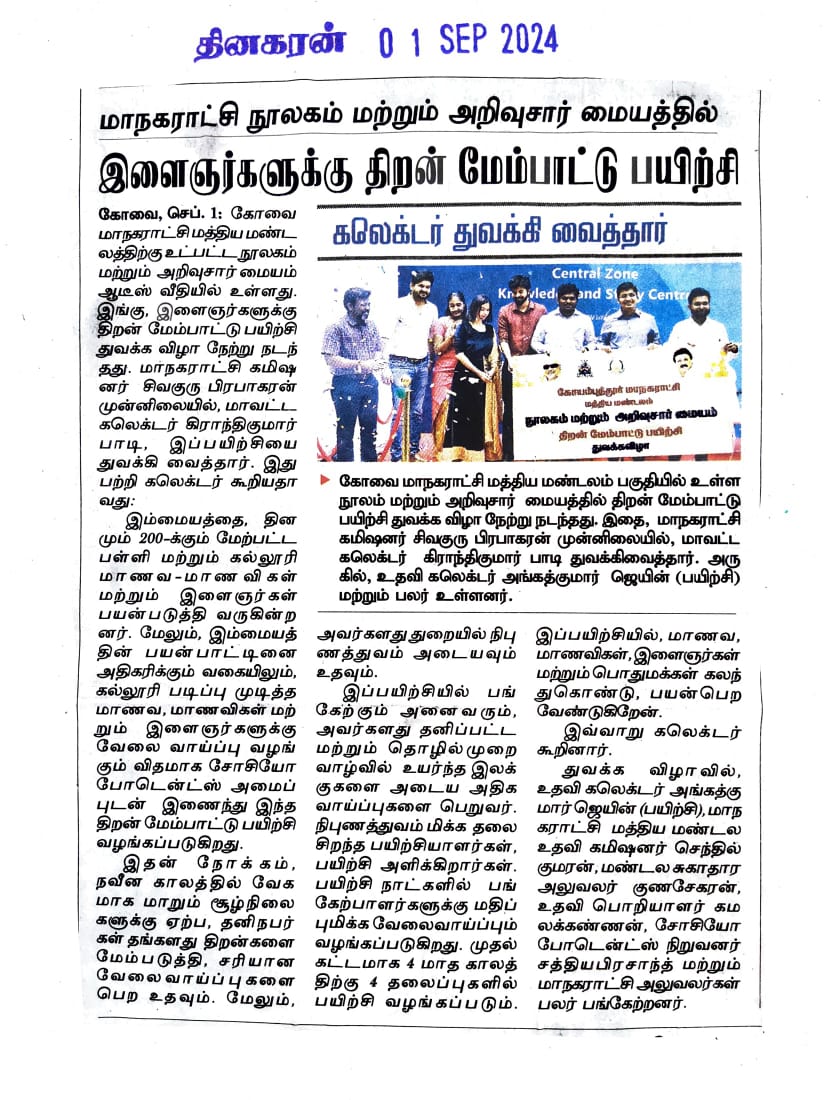 தினகரன் 01 SEP 2024
மாநகராட்சி நூலகம் மற்றும் அறிவுசார் மையத்தில்
இளைஞர்களுக்கு திறன் மேம்பாட்டு பயிற்சி
கலெக்டர் துவக்கி வைத்தார்
கோவை, செப். 1: கோவை
மாநகராட்சி மத்திய மண்ட
லத்திற்கு உட்பட்ட நூலகம்
மற்றும் அறிவுசார் மையம்
ஆடீஸ் வீதியில் உள்ளது.
இங்கு, இளைஞர்களுக்கு
திறன் மேம்பாட்டு பயிற்சி
துவக்க விழா நேற்று நடந்
தது. மாநகராட்சி கமிஷ
னர் சிவகுரு பிரபாகரன்
முன்னிலையில், மாவட்ட
கலெக்டர் கிராந்திகுமார்
பாடி, இப்பயிற்சியை
துவக்கி வைத்தார். இது
பற்றி கலெக்டர் கூறியதா
வது:
இம்மையத்தை, தின
மும் 200-க்கும் மேற்பட்ட
பள்ளி மற்றும் கல்லூரி
மாணவ-மாணவிகள்
மற்றும் இளைஞர்கள்
பயன்படுத்தி வருகின்ற
னர். மேலும், இம்மையத்
தின் பயன்பாட்டினை
அதிகரிக்கும் வகையிலும்,
கல்லூரி படிப்பு முடித்த
மாணவ, மாணவிகள் மற்
றும் இளைஞர்களுக்கு
வேலை வாய்ப்பு வழங்
கும் விதமாக சோசியோ
போடென்ட்ஸ் அமைப்
புடன் இணைந்து இந்த
திறன் மேம்பாட்டு பயிற்சி
வழங்கப்படுகிறது.
இதன் நோக்கம்,
நவீன காலத்தில் வேக
மாக மாறும் சூழ்நிலை
களுக்கு ஏற்ப, தனிநபர்
கள் தங்களது திறன்களை
மேம்படுத்தி, சரியான
வேலைவாய்ப்புகளை
பெற உதவும். மேலும்,
Central Zone
Knowledge and Study Centre
கோயம்புத்தூர் மாநகராட்சி
மத்திய மண்டலம்
நூலகம் மற்றும் அறிவுசார் மையம்
திறன் மேம்பாட்டு பயிற்சி
துவக்கவிழா
கோவை மாநகராட்சி மத்திய மண்டலம் பகுதியில் உள்ள
நூலம் மற்றும் அறிவுசார் மையத்தில் திறன் மேம்பாட்டு
பயிற்சி துவக்க விழா நேற்று நடந்தது. இதை, மாநகராட்சி
கமிஷனர் சிவகுரு பிரபாகரன் முன்னிலையில், மாவட்ட
கலெக்டர் கிராந்திகுமார் பாடி துவக்கிவைத்தார். அரு
கில், உதவி கலெக்டர் அங்கத்குமார் ஜெயின் (பயிற்சி)
மற்றும் பலர் உள்ளனர்.
அவர்களதுதுறையில் நிபு
ணத்துவம் அடையவும்
உதவும்.
இப்பயிற்சியில் பங்
கேற்கும் அனைவரும்,
அவர்களது தனிப்பட்ட
மற்றும் தொழில்முறை
வாழ்வில் உயர்ந்த இலக்
குகளை அடைய அதிக
வாய்ப்புகளை பெறுவர்.
நிபுணத்துவம் மிக்க தலை
சிறந்த பயிற்சியாளர்கள்,
பயிற்சி அளிக்கிறார்கள்.
பயிற்சி நாட்களில் பங்
கேற்பாளர்களுக்கு மதிப்
புமிக்க வேலைவாய்ப்பும்
வழங்கப்படுகிறது. முதல்
கட்டமாக 4 மாத காலத்
திற்கு 4 தலைப்புகளில்
பயிற்சி வழங்கப்படும்.
இப்பயிற்சியில், மாணவ,
மாணவிகள், இளைஞர்கள்
மற்றும் பொதுமக்கள் கலந்
துகொண்டு, பயன்பெற
வேண்டுகிறேன்.
இவ்வாறு கலெக்டர்
கூறினார்.
துவக்க விழாவில்,
உதவி கலெக்டர் அங்கத்கு
மார் ஜெயின் (பயிற்சி), மாந
கராட்சி மத்திய மண்டல
உதவி கமிஷனர் செந்தில்
குமரன், மண்டல சுகாதார
அலுவலர் குணசேகரன்,
உதவி பொறியாளர் கம
லக்கண்ணன், சோசியோ
போடென்ட்ஸ் நிறுவனர்
சத்தியபிரசாந்த் மற்றும்
மாநகராட்சி அலுவலர்கள்
பலர் பங்கேற்றனர்.